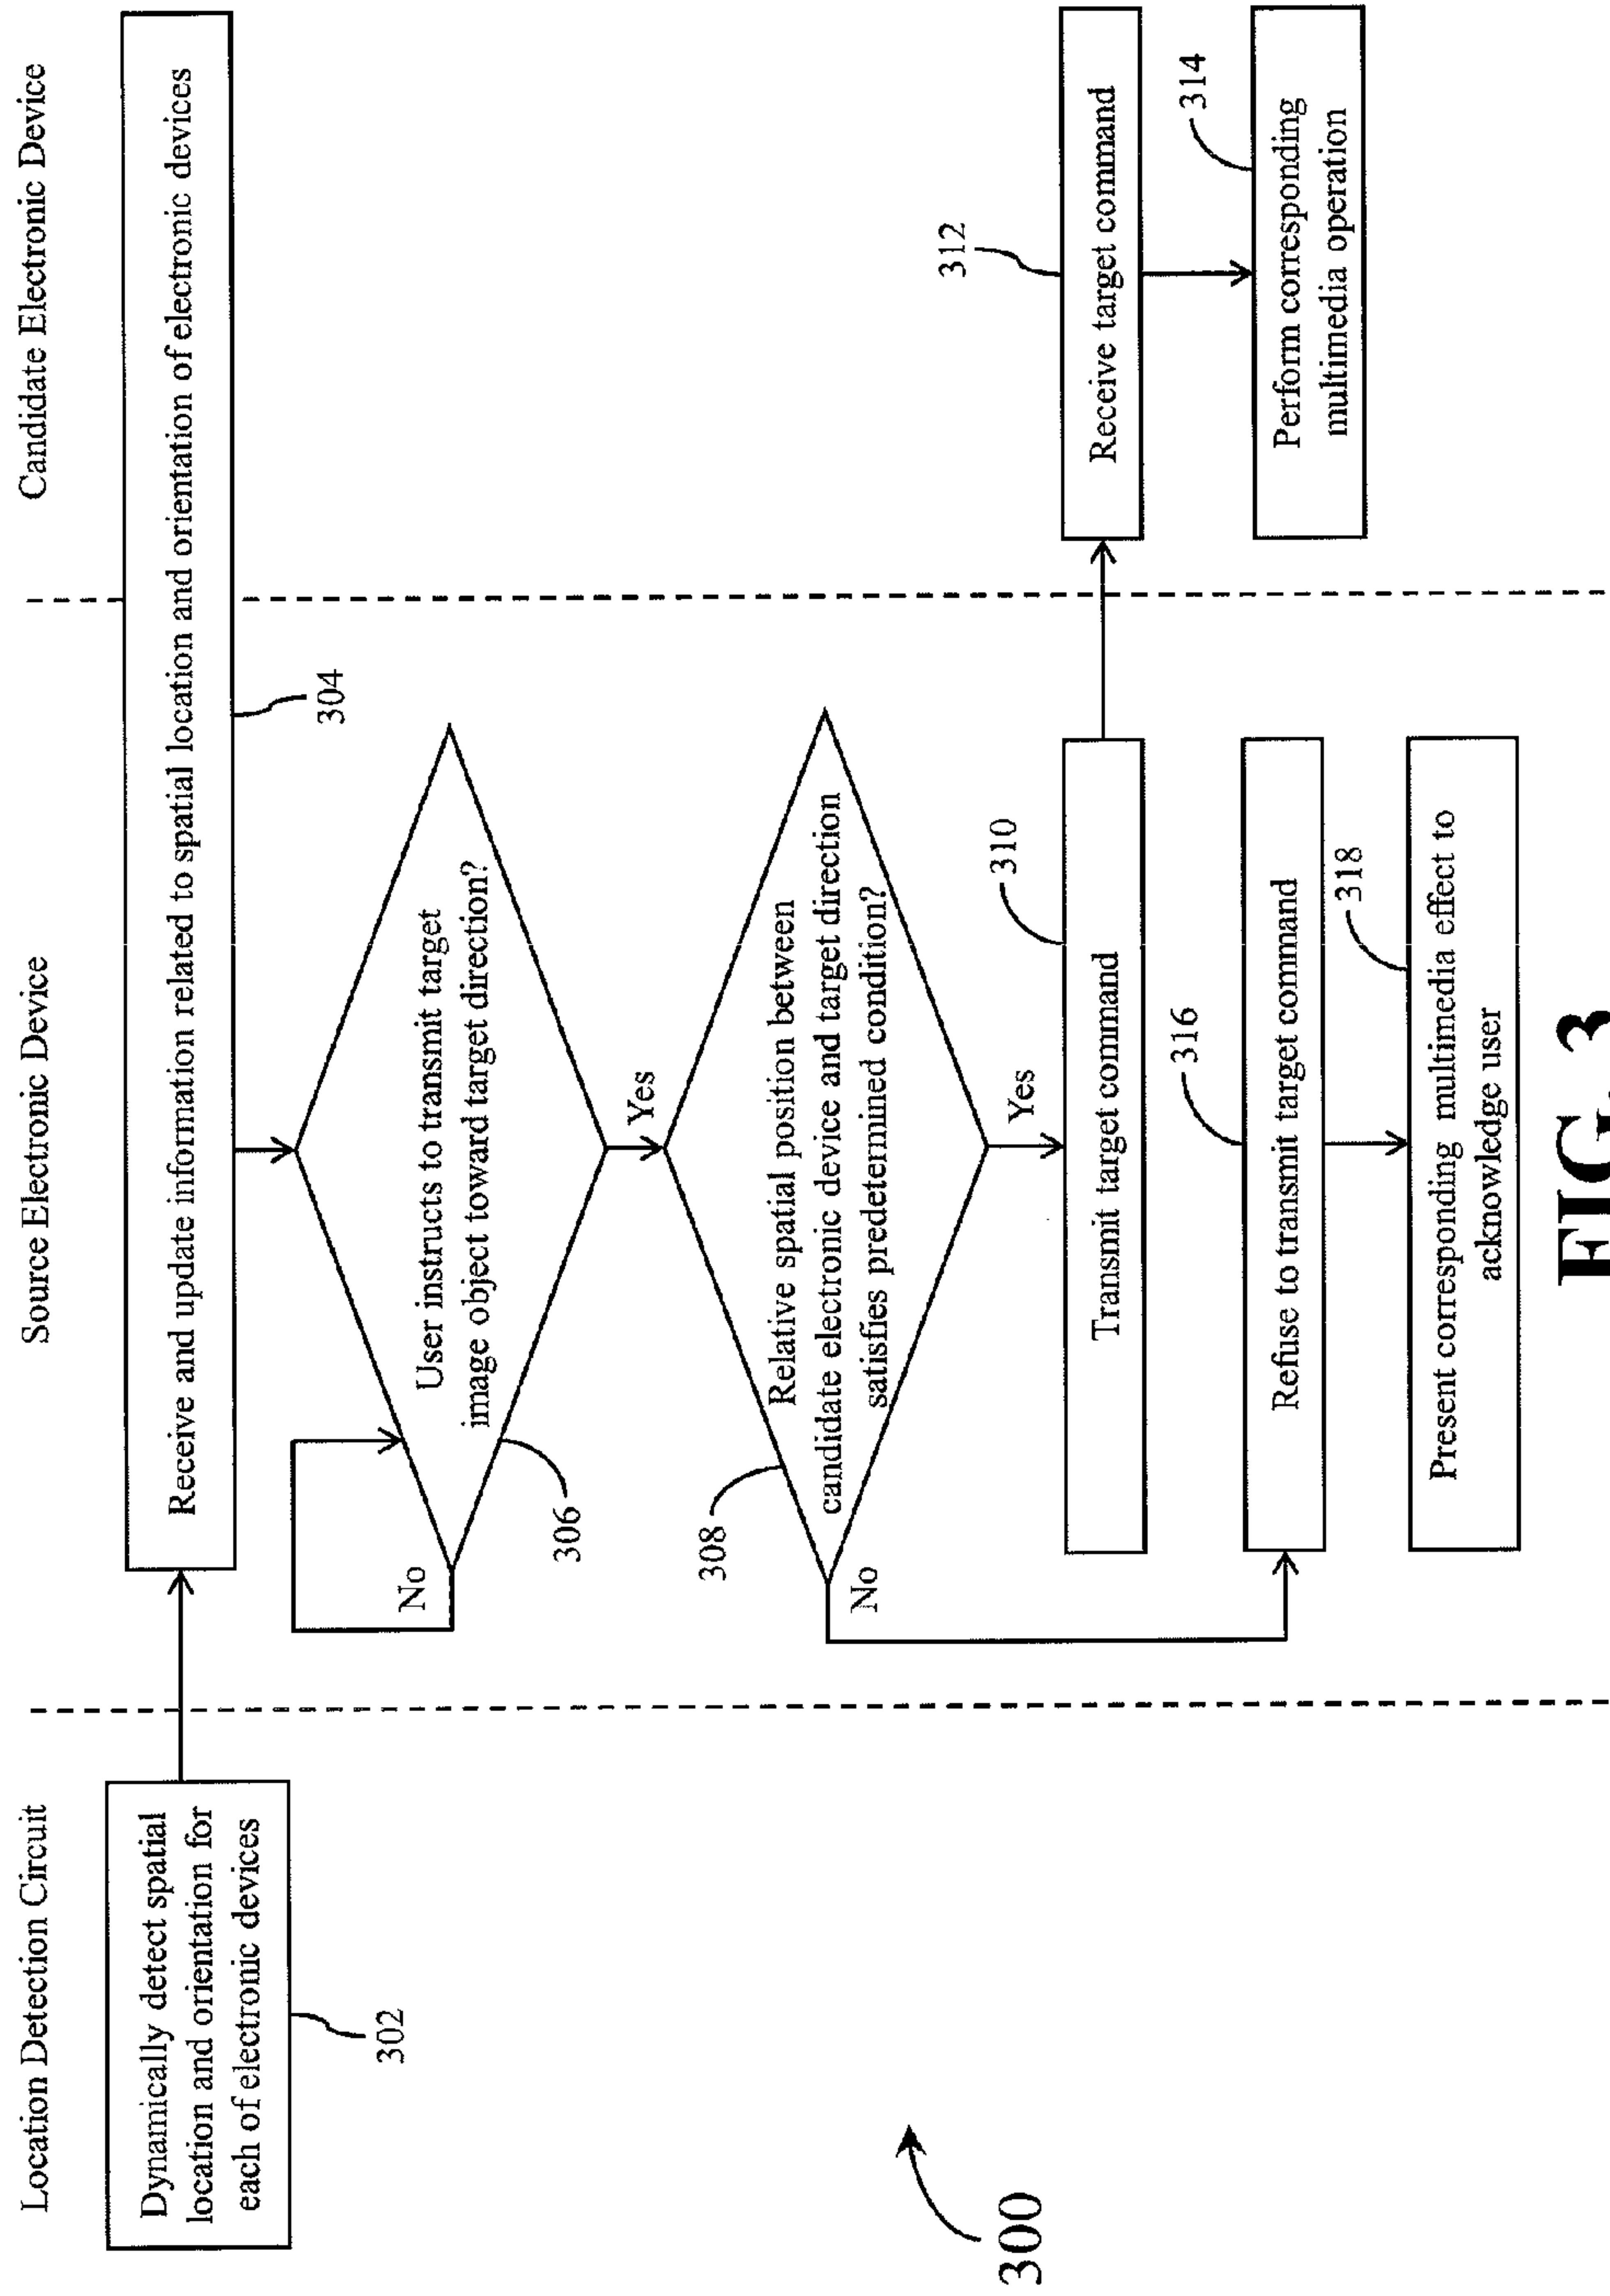 Location Detection Circuit
Source Electronic Device
Candidate Electronic Device
Dynamically detect spatial
location and orientation for
each of electronic devices
302
Receive and update information related to spatial location and orientation of electronic devices
304
User instructs to transmit target
image object toward target direction?
No
306
Yes
Relative spatial position between
candidate electronic device and target direction
satisfies predetermined condition?
308
No
Yes
310
Transmit target command
312
Receive target command
314
Perform corresponding
multimedia operation
316
Refuse to transmit target command
318
Present corresponding multimedia effect to
acknowledge user
300
FIG. 3